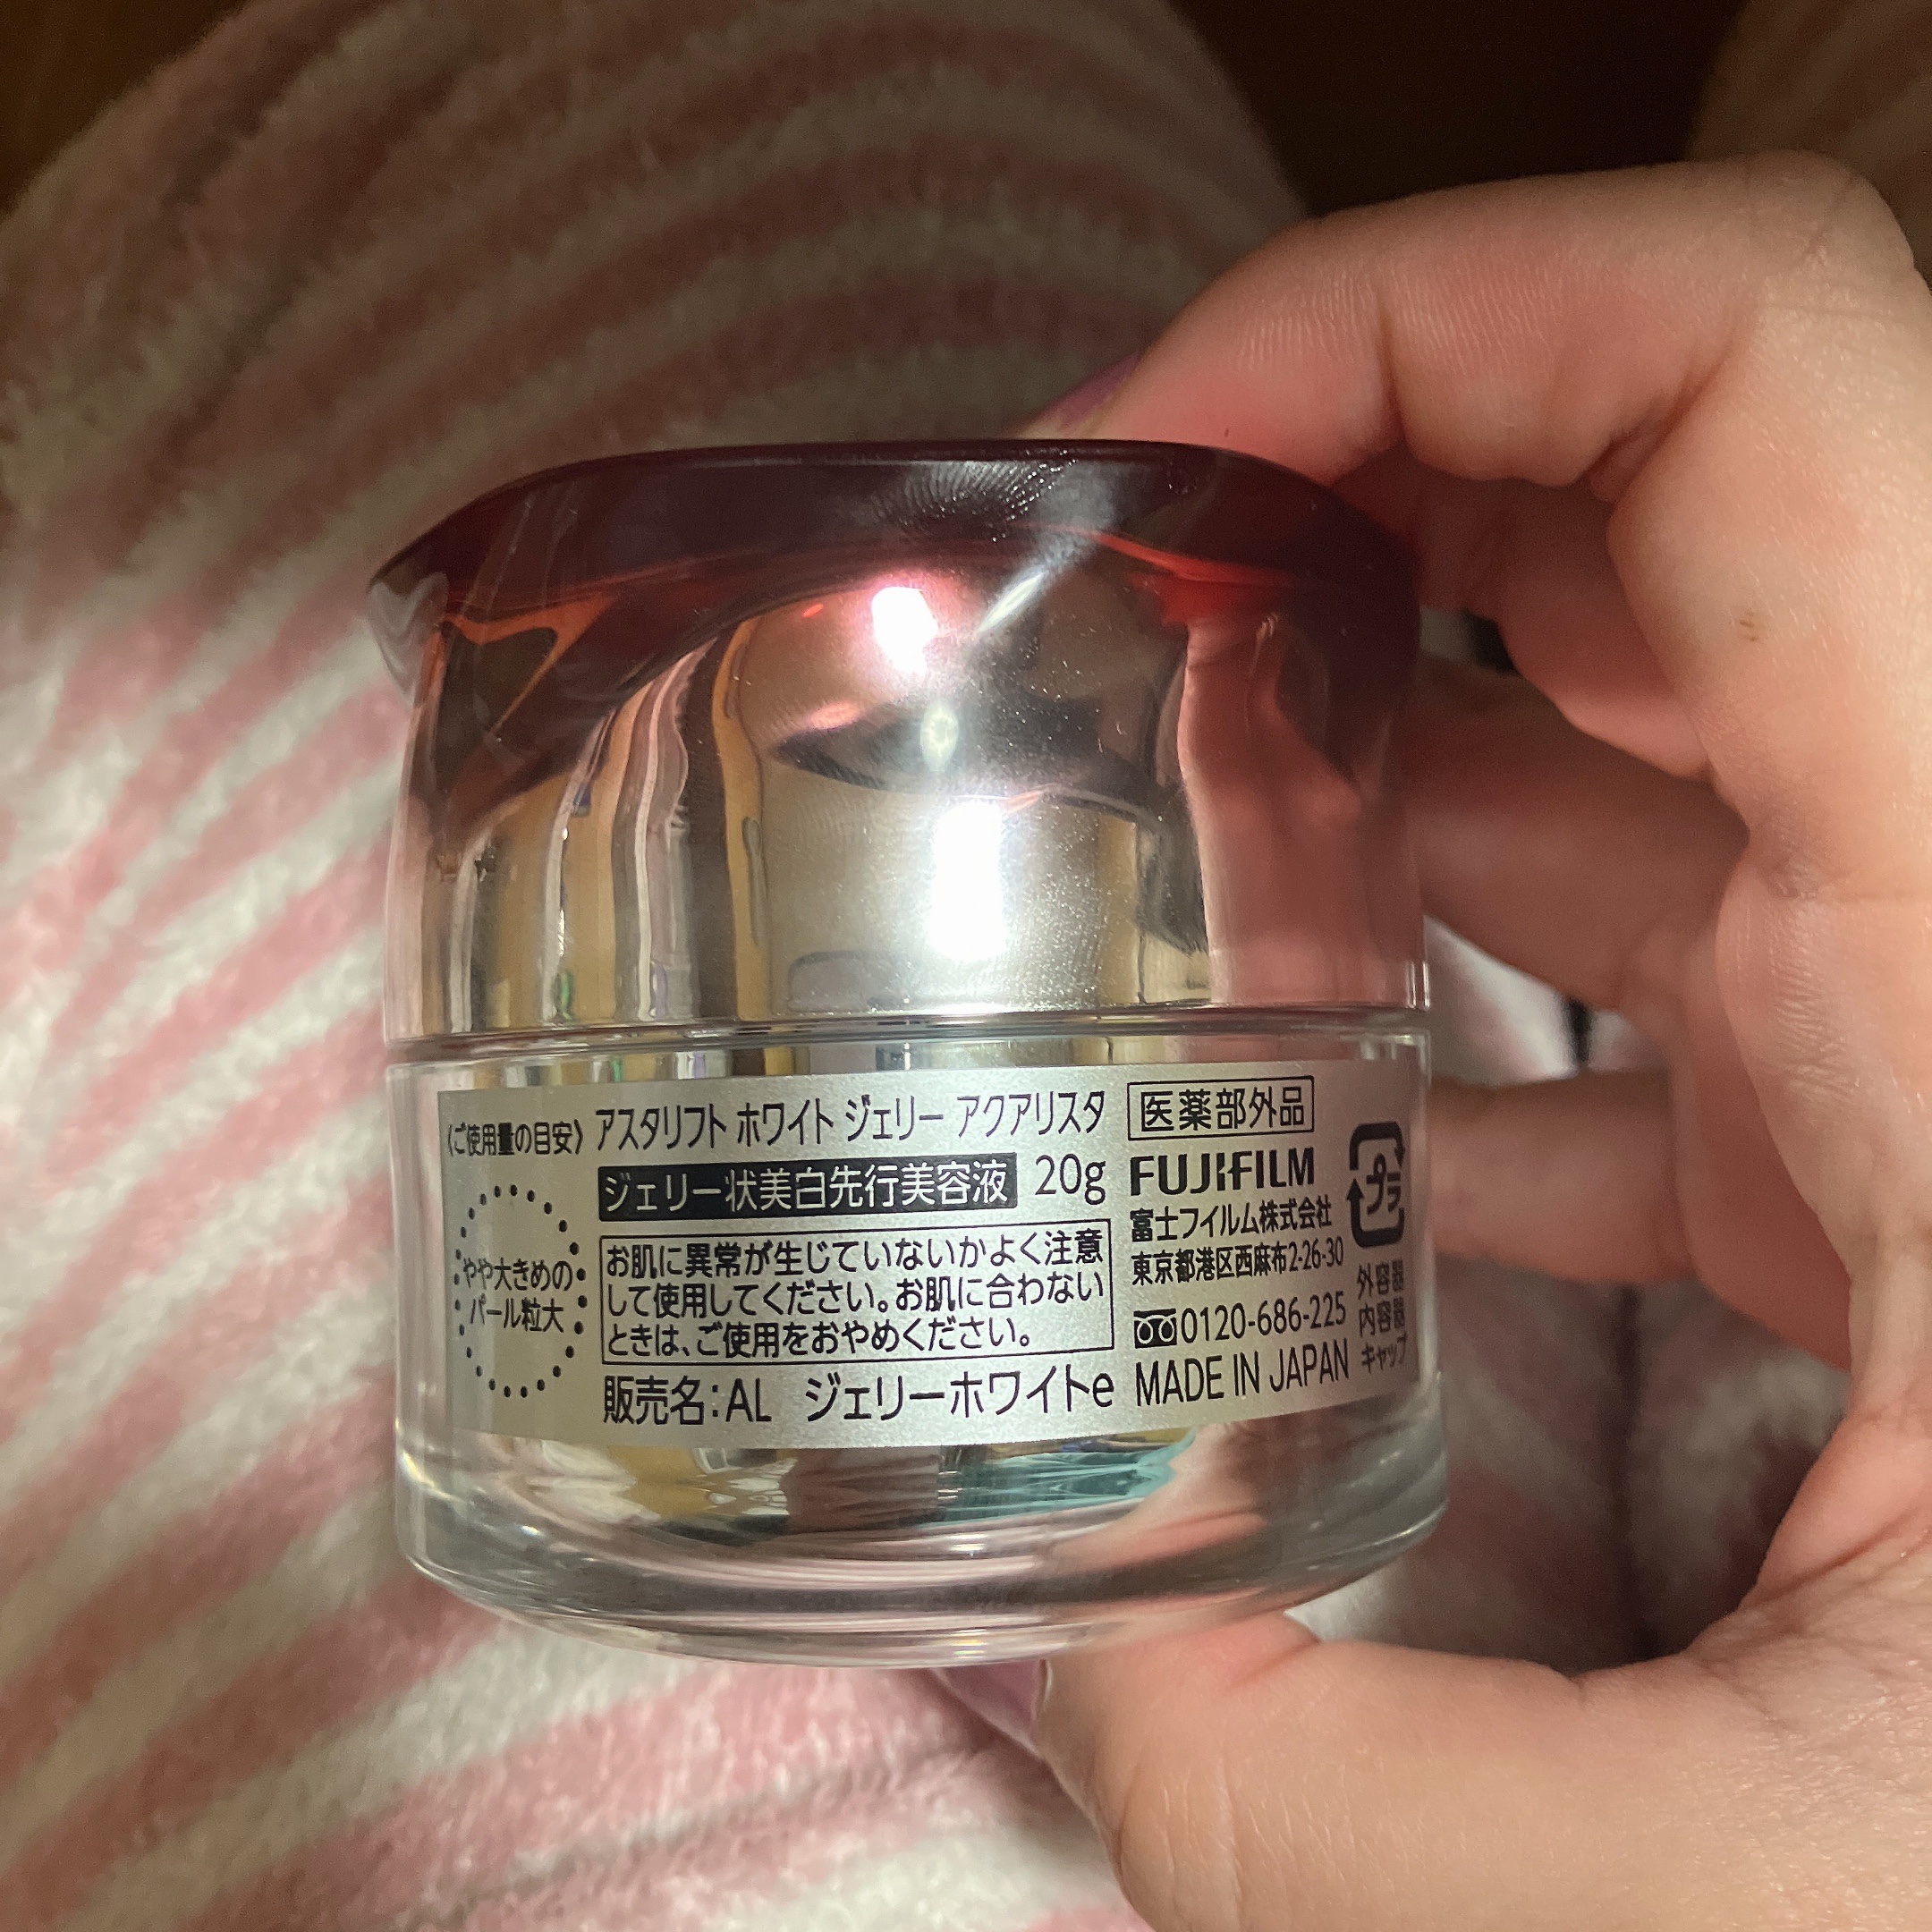 〈ご使用量の目安〉
やや大きめの
パール粒大
アスタリフト ホワイト ジェリー アクアリスタ
ジェリー状美白先行美容液 20g
お肌に異常が生じていないかよく注意
して使用してください。お肌に合わない
ときは、ご使用をおやめください。
販売名:AL ジェリーホワイトe
医薬部外品
FUJIFILM
富士フイルム株式会社
東京都港区西麻布2-26-30
0120-686-225
MADE IN JAPAN
プラ
外容器
内容器
キャップ